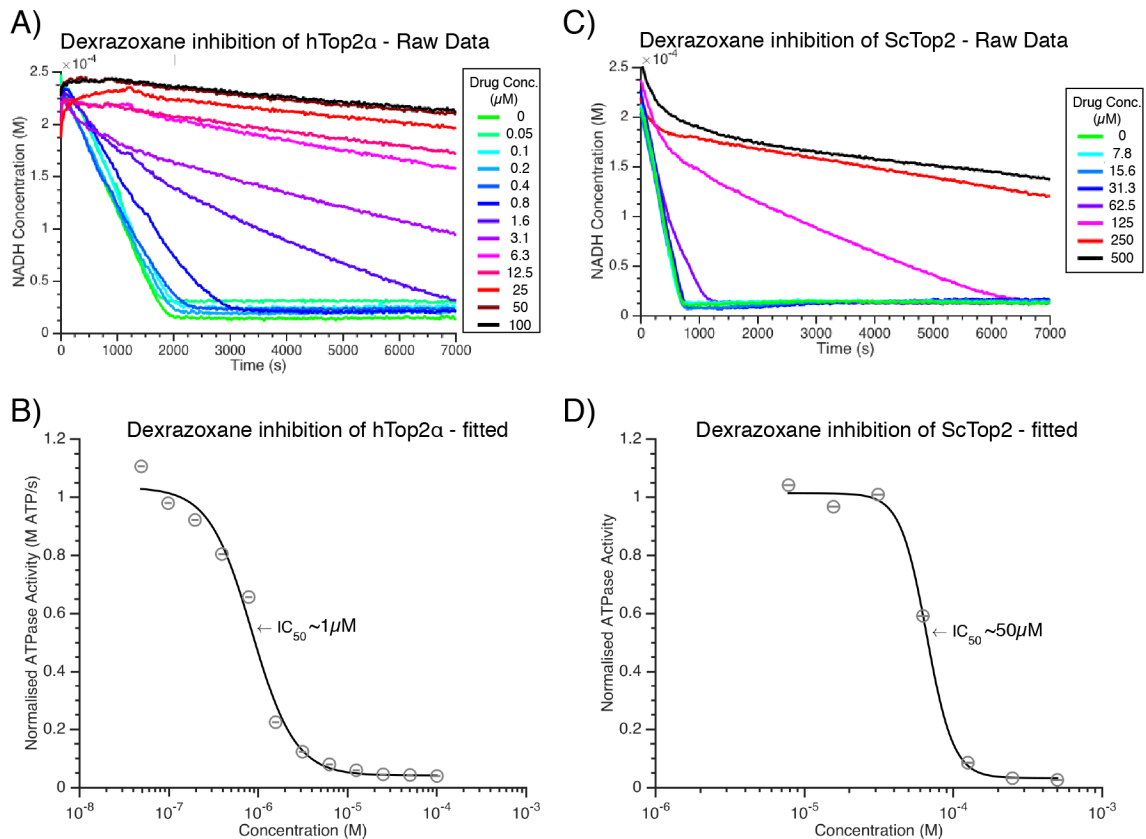 A)
Dexrazoxane inhibition of hTop2α - Raw Data
×10⁻⁴
2.5
2
1.5
1
0.5
0
NADH Concentration (M)
0 1000 2000 3000 4000 5000 6000 7000
Time (s)
Drug Conc.
(µM)
0
0.05
0.1
0.2
0.4
0.8
1.6
3.1
6.3
12.5
25
50
100
C)
Dexrazoxane inhibition of ScTop2 - Raw Data
×10⁻⁴
2.5
2
1.5
1
0.5
0
NADH Concentration (M)
0 1000 2000 3000 4000 5000 6000 7000
Time (s)
Drug Conc.
(µM)
0
7.8
15.6
31.3
62.5
125
250
500
B)
Dexrazoxane inhibition of hTop2α - fitted
1.2
1
0.8
0.6
0.4
0.2
0
Normalised ATPase Activity (M ATP/s)
← IC₅₀ ~1µM
10⁻⁸ 10⁻⁷ 10⁻⁶ 10⁻⁵ 10⁻⁴ 10⁻³
Concentration (M)
D)
Dexrazoxane inhibition of ScTop2 - fitted
1.2
1
0.8
0.6
0.4
0.2
0
Normalised ATPase Activity
← IC₅₀ ~50µM
10⁻⁶ 10⁻⁵ 10⁻⁴ 10⁻³
Concentration (M)